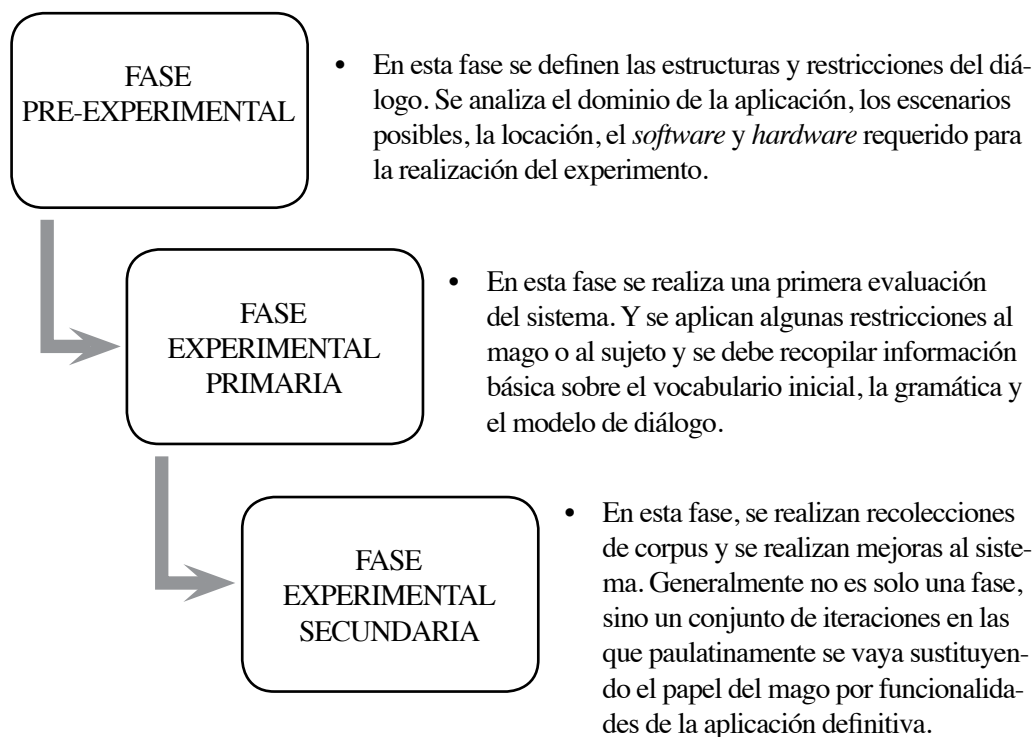 FASE
PRE-EXPERIMENTAL
• En esta fase se definen las estructuras y restricciones del diá-
logo. Se analiza el dominio de la aplicación, los escenarios
posibles, la locación, el software y hardware requerido para
la realización del experimento.
FASE
EXPERIMENTAL
PRIMARIA
• En esta fase se realiza una primera evaluación
del sistema. Y se aplican algunas restricciones al
mago o al sujeto y se debe recopilar información
básica sobre el vocabulario inicial, la gramática y
el modelo de diálogo.
FASE
EXPERIMENTAL
SECUNDARIA
• En esta fase, se realizan recolecciones
de corpus y se realizan mejoras al siste-
ma. Generalmente no es solo una fase,
sino un conjunto de iteraciones en las
que paulatinamente se vaya sustituyen-
do el papel del mago por funcionalida-
des de la aplicación definitiva.